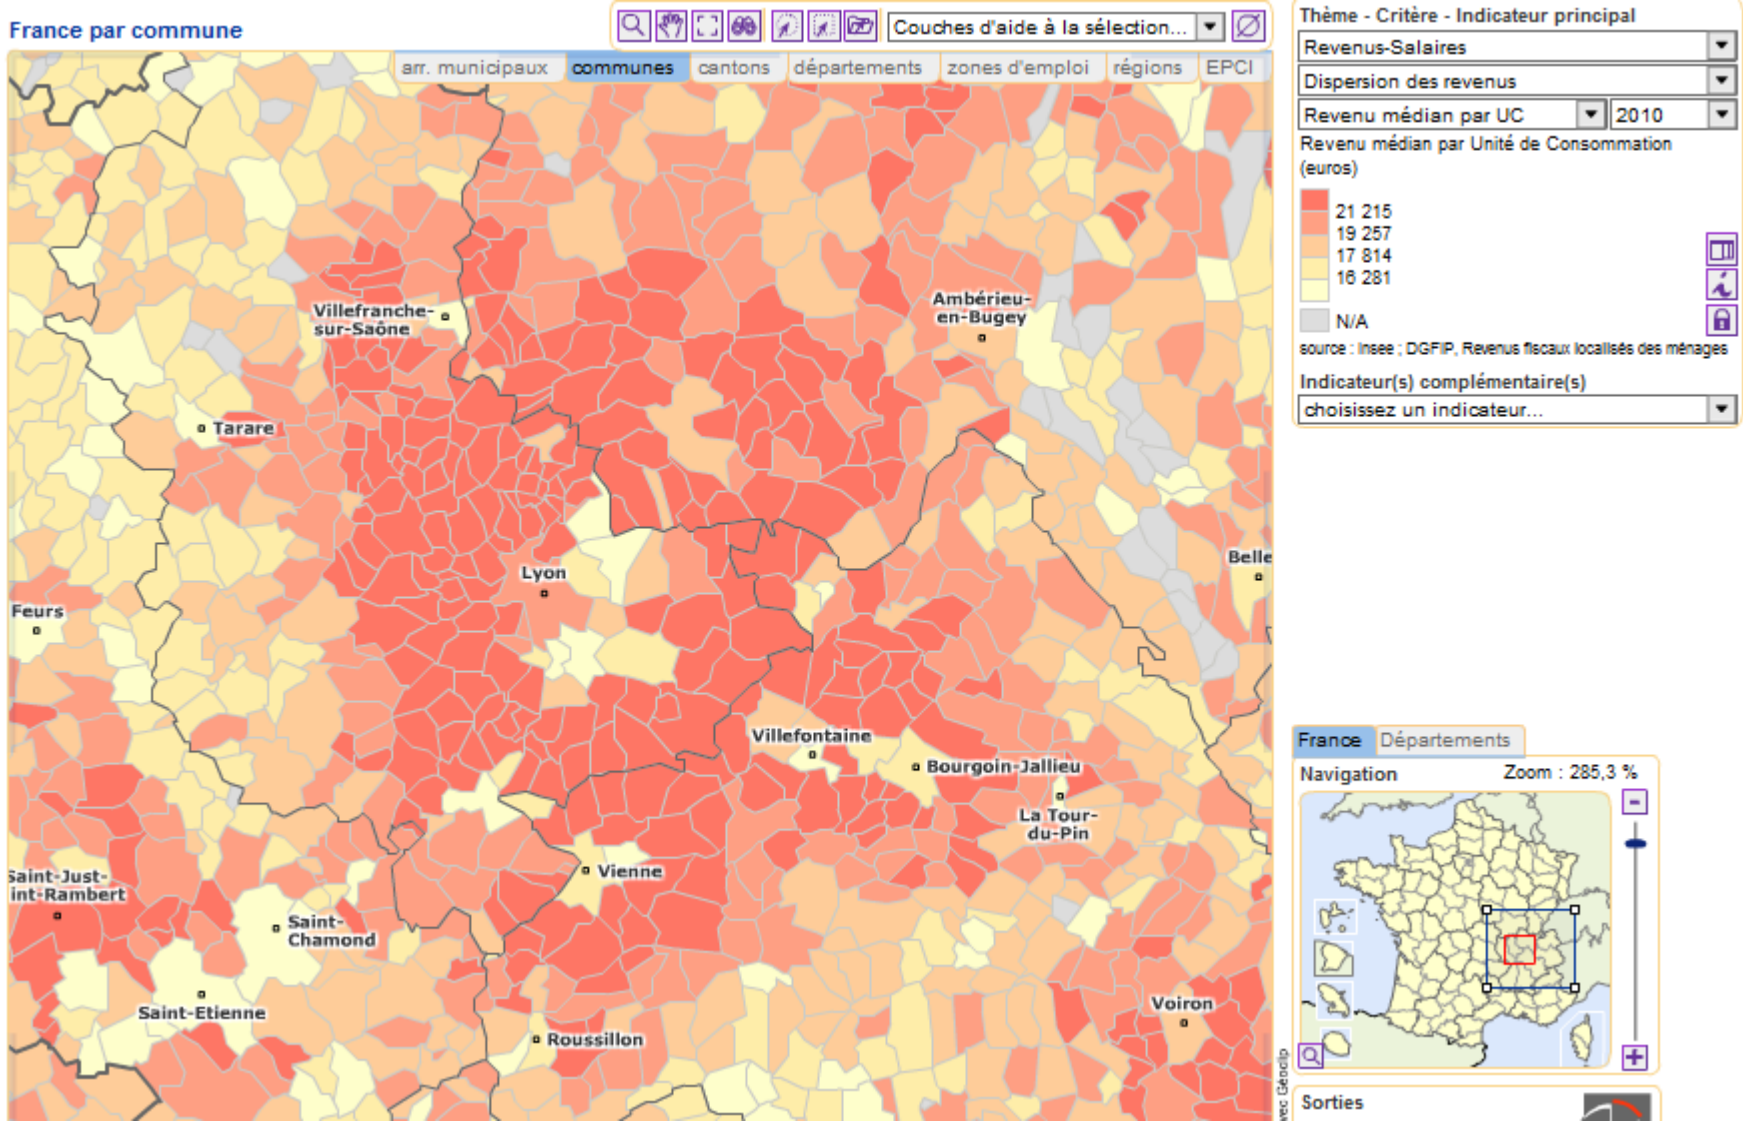 France par commune
Couches d'aide à la sélection...
arr. municipaux
communes
cantons
départements
zones d'emploi
régions
EPCI
Villefranche-
sur-Saône
Ambérieu-
en-Bugey
Tarare
Lyon
Belle
Feurs
Villefontaine
Bourgoin-Jallieu
La Tour-
du-Pin
Vienne
Saint-Just-
int-Rambert
Saint-
Chamond
Saint-Etienne
Voiron
Roussillon
vec Géoclip
Thème - Critère - Indicateur principal
Revenus-Salaires
Dispersion des revenus
Revenu médian par UC
2010
Revenu médian par Unité de Consommation
(euros)
21 215
19 257
17 814
16 281
N/A
source : Insee ; DGFIP, Revenus fiscaux localisés des ménages
Indicateur(s) complémentaire(s)
choisissez un indicateur...
France
Départements
Navigation
Zoom : 285,3 %
Sorties